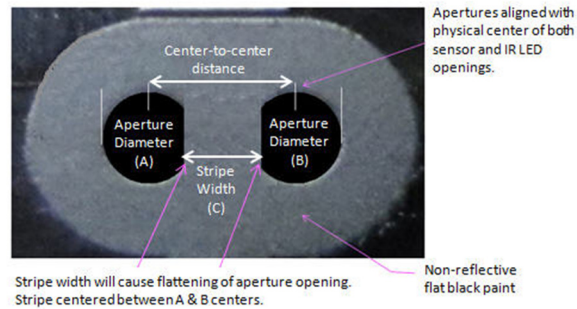 Apertures aligned with
physical center of both
sensor and IR LED
openings.
Center-to-center
distance
Aperture
Diameter
(A)
Aperture
Diameter
(B)
Stripe
Width
(C)
Stripe width will cause flattening of aperture opening.
Stripe centered between A & B centers.
Non-reflective
flat black paint